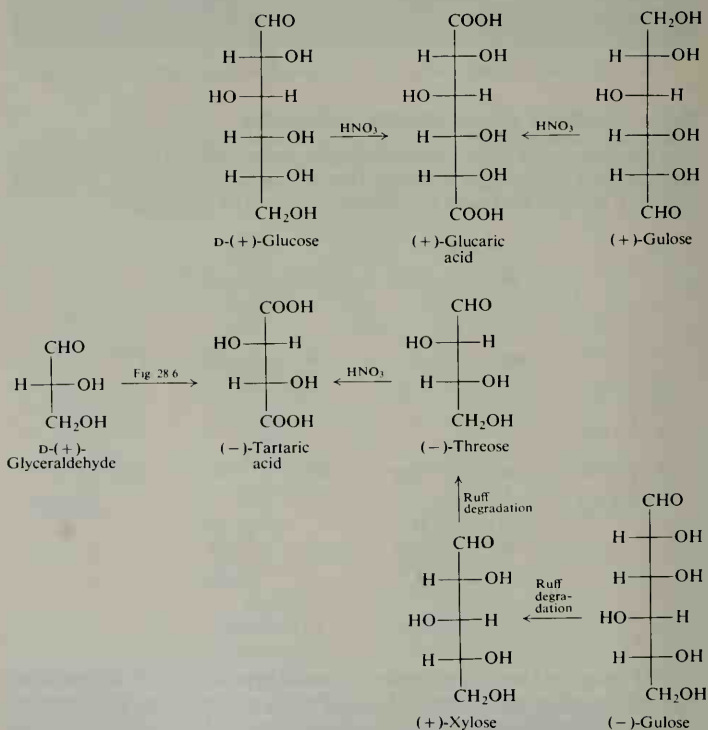 CHO COOH CH₂OH
H OH H OH H OH
HO H HO H HO H
HNO₃ HNO₃
H OH H OH H OH
H OH H OH H OH
CH₂OH COOH CHO
D-(+)-Glucose (+)-Glucaric acid (+)-Gulose
COOH CHO
CHO HO H HO H
H OH Fig 28 6 H OH HNO₃ H OH
CH₂OH COOH CH₂OH
D-(+)-Glyceraldehyde (−)-Tartaric acid (−)-Threose
Ruff
degradation
CHO CHO
H OH H OH
Ruff
degra-
dation
H OH
HO H HO H
H OH H OH
CH₂OH CH₂OH
(+)-Xylose (−)-Gulose